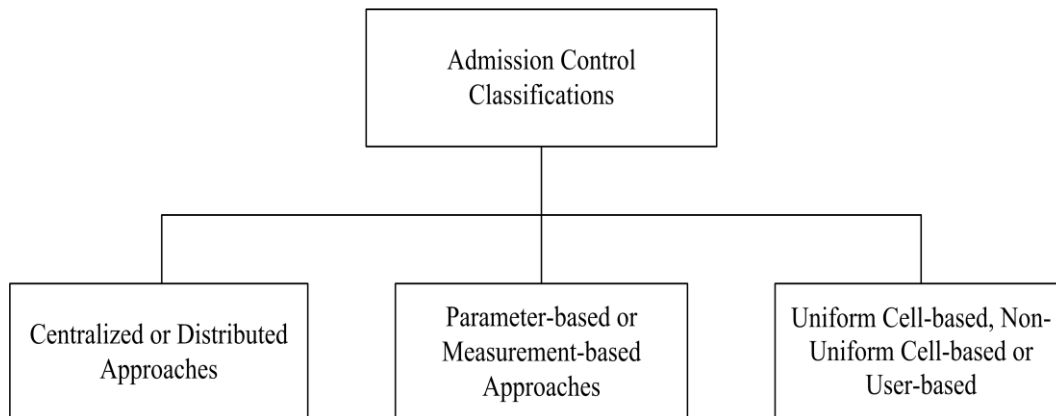 Admission Control
Classifications
Centralized or Distributed
Approaches
Parameter-based or
Measurement-based
Approaches
Uniform Cell-based, Non-
Uniform Cell-based or
User-based